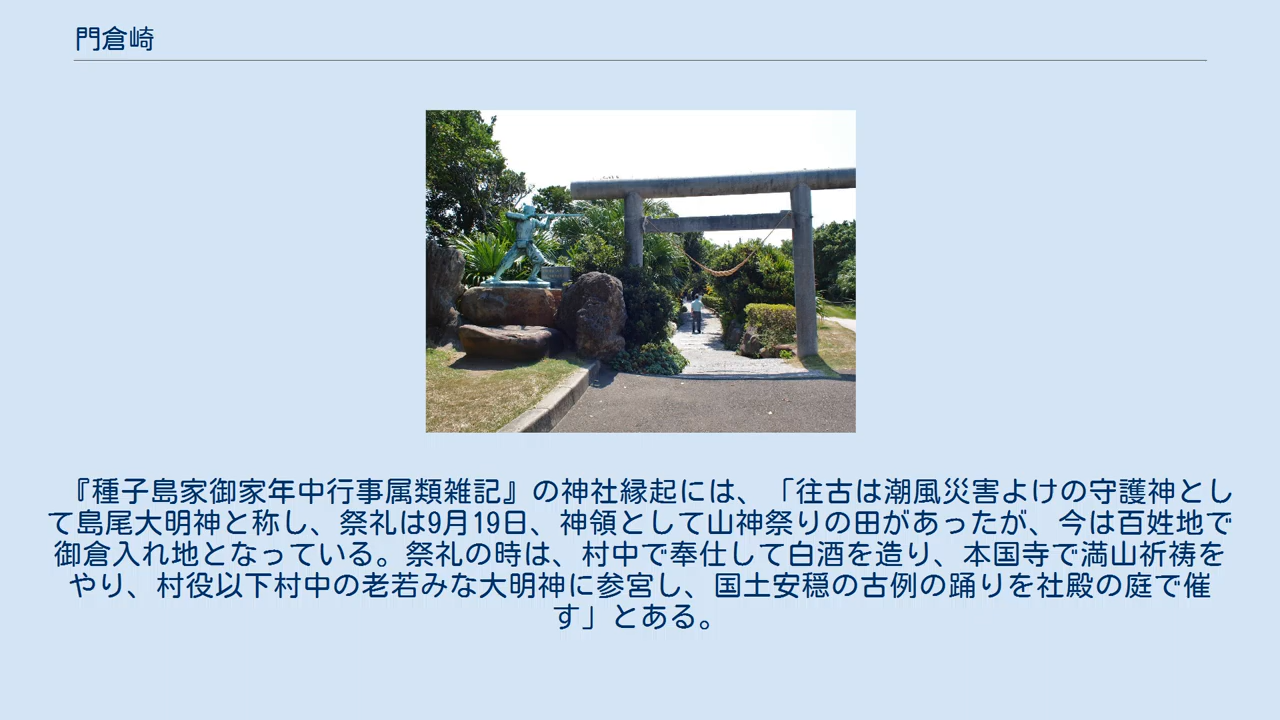 門倉崎
『種子島家御家年中行事属類雑記』の神社縁起には、「往古は潮風災害よけの守護神とし
て島尾大明神と称し、祭礼は9月19日、神領として山神祭りの田があったが、今は百姓地で
御倉入れ地となっている。祭礼の時は、村中で奉仕して白酒を造り、本国寺で満山祈祷を
やり、村役以下村中の老若みな大明神に参宮し、国土安穏の古例の踊りを社殿の庭で催
す」とある。